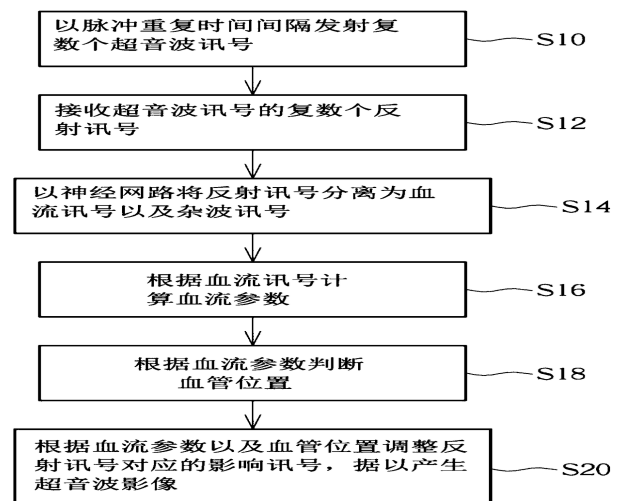 以脉冲重复时间间隔发射复
数个超音波讯号
S10
接收超音波讯号的复数个反
射讯号
S12
以神经网路将反射讯号分离为血
流讯号以及杂波讯号
S14
根据血流讯号计
算血流参数
S16
根据血流参数判断
血管位置
S18
根据血流参数以及血管位置调整反
射讯号对应的影响讯号，据以产生
超音波影像
S20